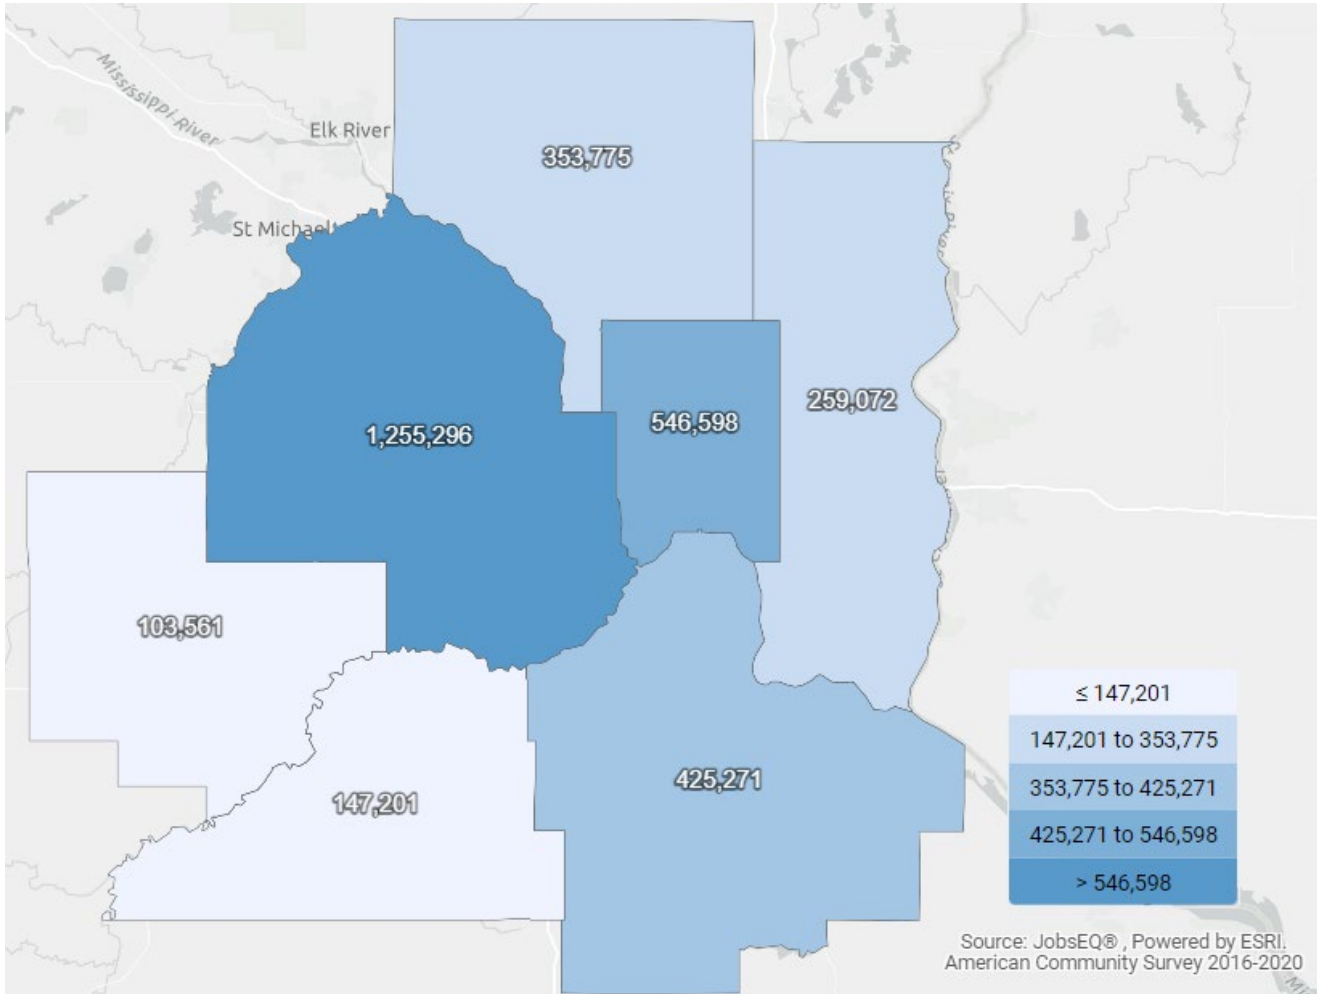 Mississippi River
Elk River
353,775
St Michael
259,072
1,255,296
546,598
103,561
147,201
425,271
≤ 147,201
147,201 to 353,775
353,775 to 425,271
425,271 to 546,598
> 546,598
Source: JobsEQ® , Powered by ESRI.
American Community Survey 2016-2020